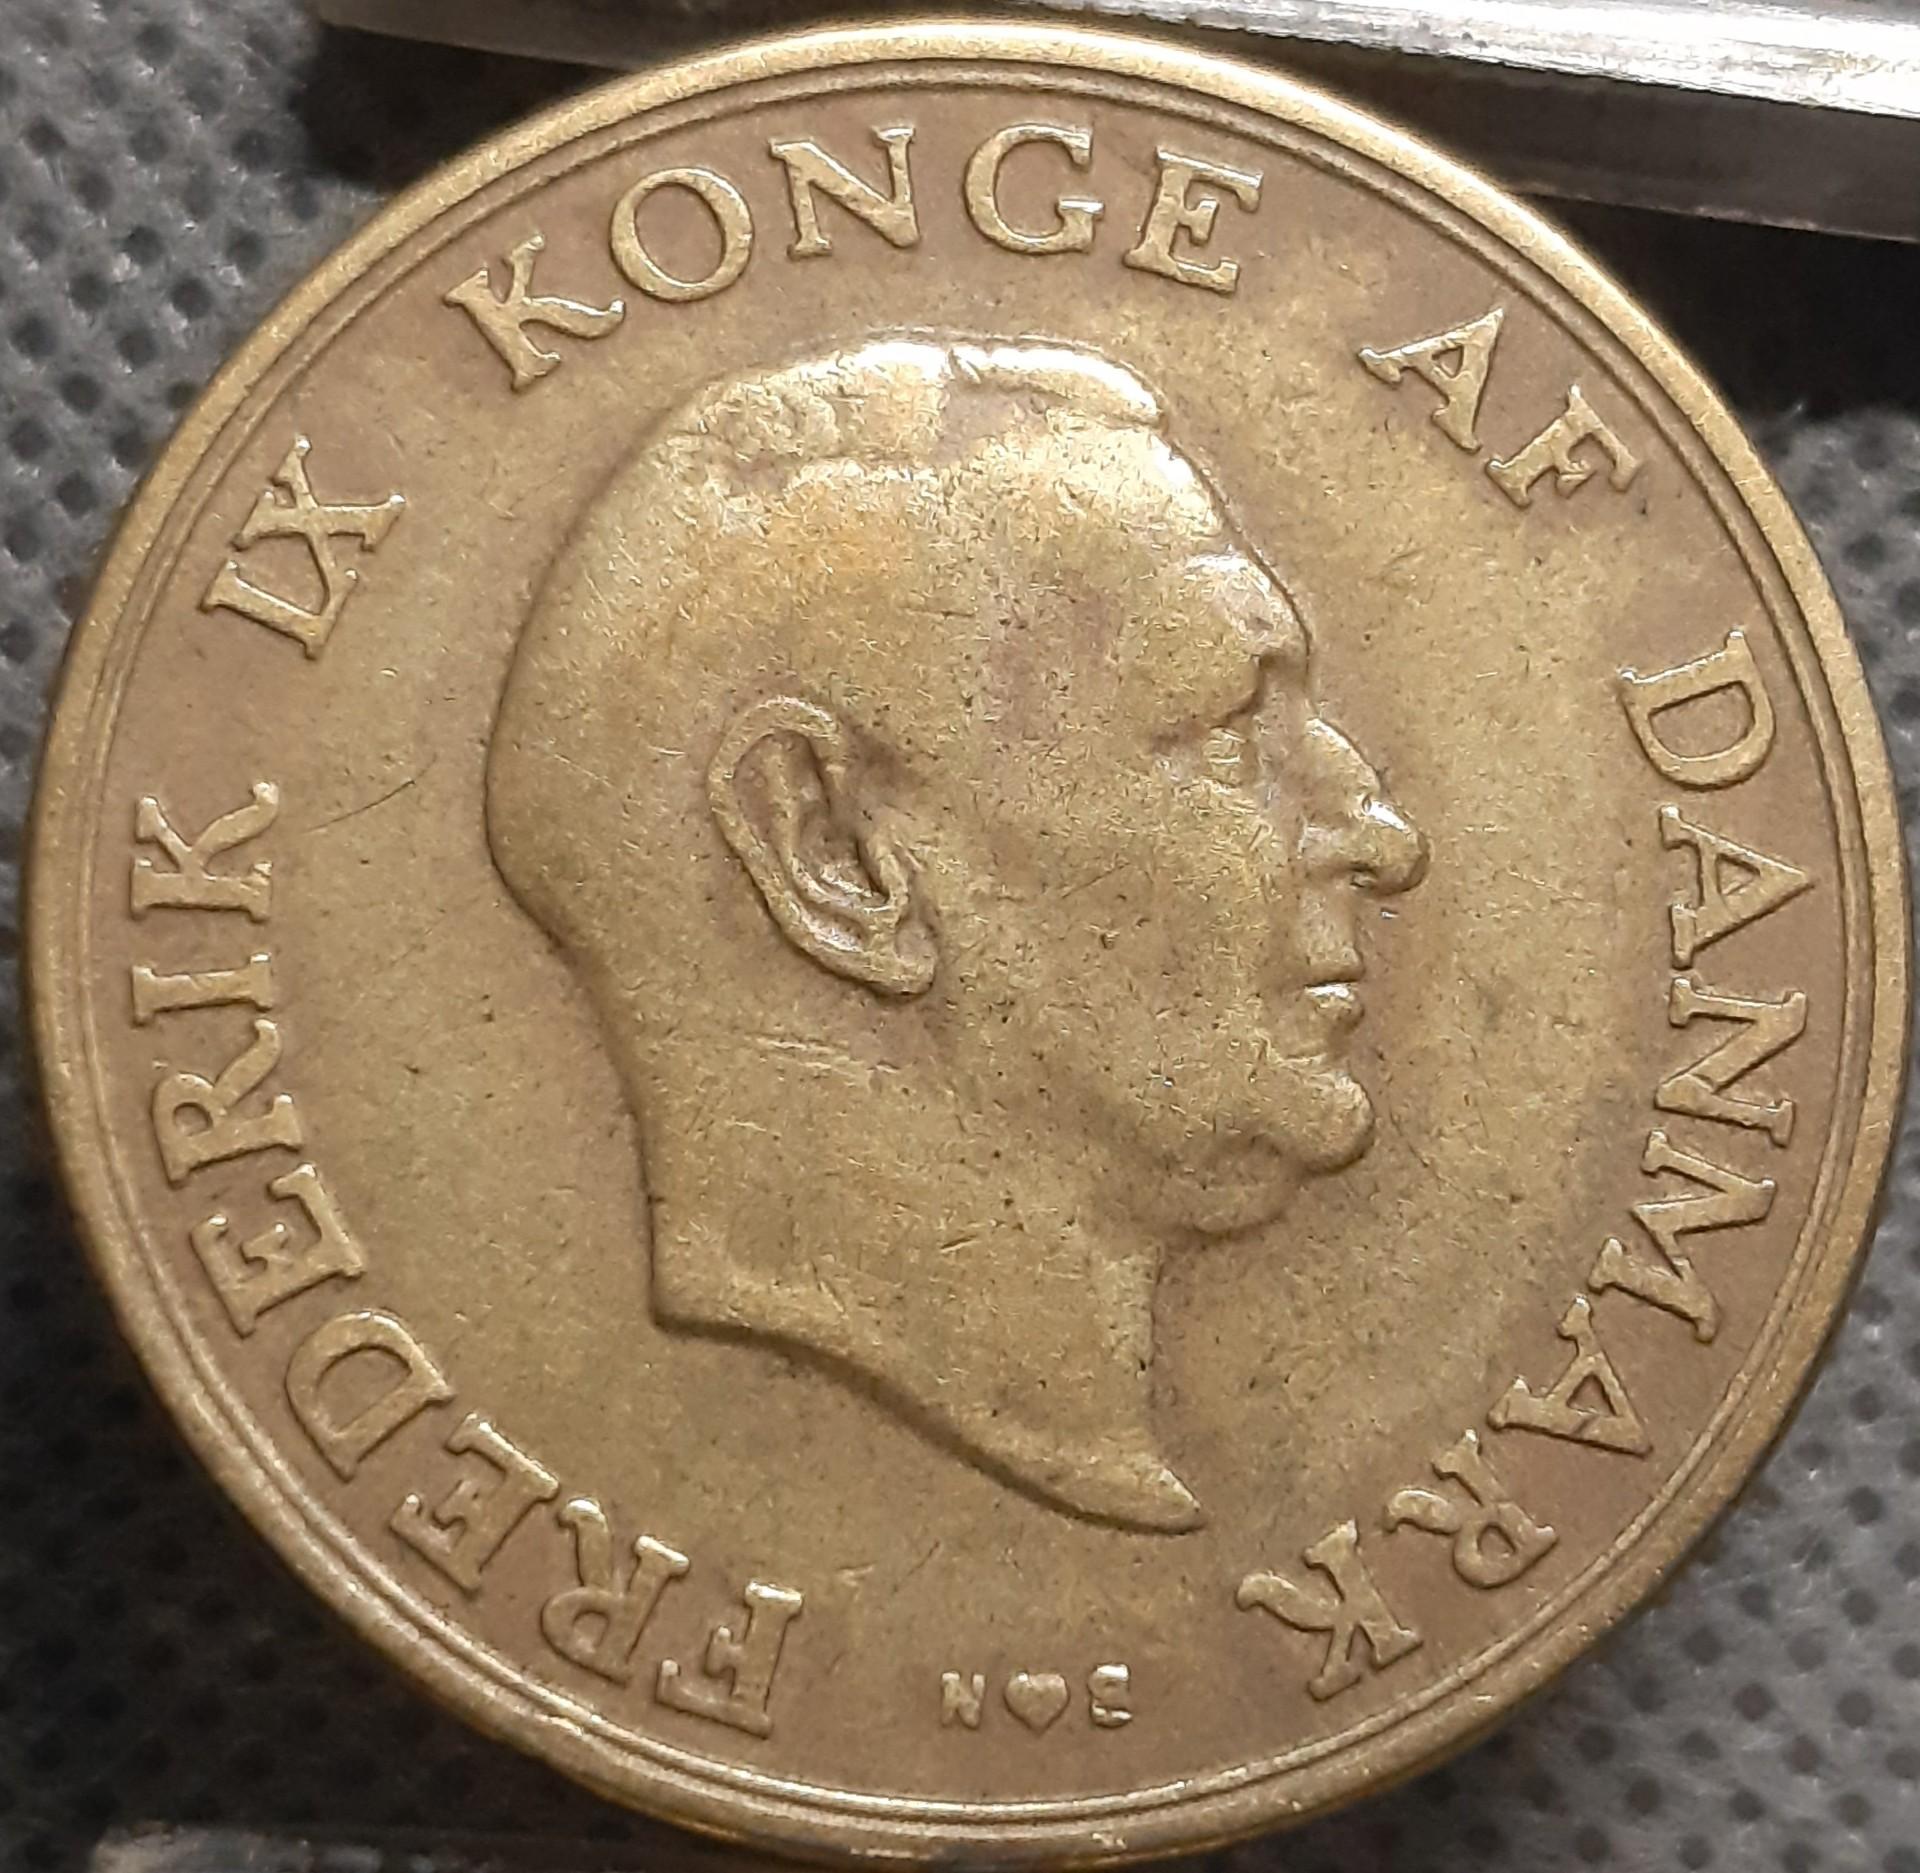 FREDERIK IX KONGE AF DANMARK
N♥S